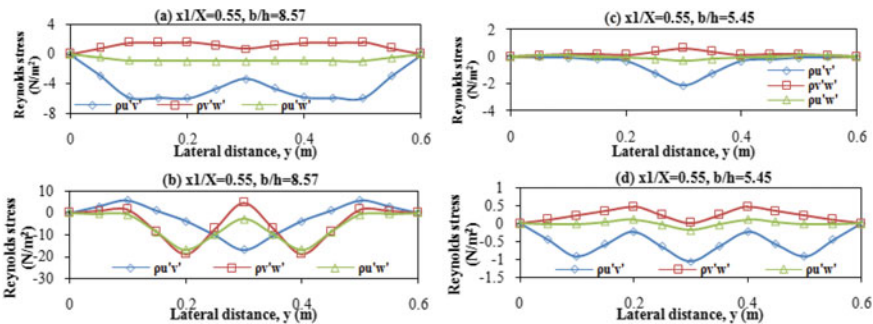 (a) x1/X=0.55, b/h=8.57
Reynolds stress
(N/m²)
4
0
-4
-8
ρu'v'
ρv'w'
ρu'w'
0
0.2
0.4
0.6
Lateral distance, y (m)
(c) x1/X=0.55, b/h=5.45
Reynolds stress
(N/m²)
2
0
-2
-4
ρu'v'
ρv'w'
ρu'w'
0
0.2
0.4
0.6
Lateral distance, y (m)
(b) x1/X=0.55, b/h=8.57
Reynolds stress
(N/m²)
10
0
-10
-20
-30
ρu'v'
ρv'w'
ρu'w'
0
0.2
0.4
0.6
Lateral distance, y (m)
(d) x1/X=0.55, b/h=5.45
Reynolds stress
(N/m²)
1
0.5
0
-0.5
-1
-1.5
ρu'v'
ρv'w'
ρu'w'
0
0.2
0.4
0.6
Lateral distance, y (m)